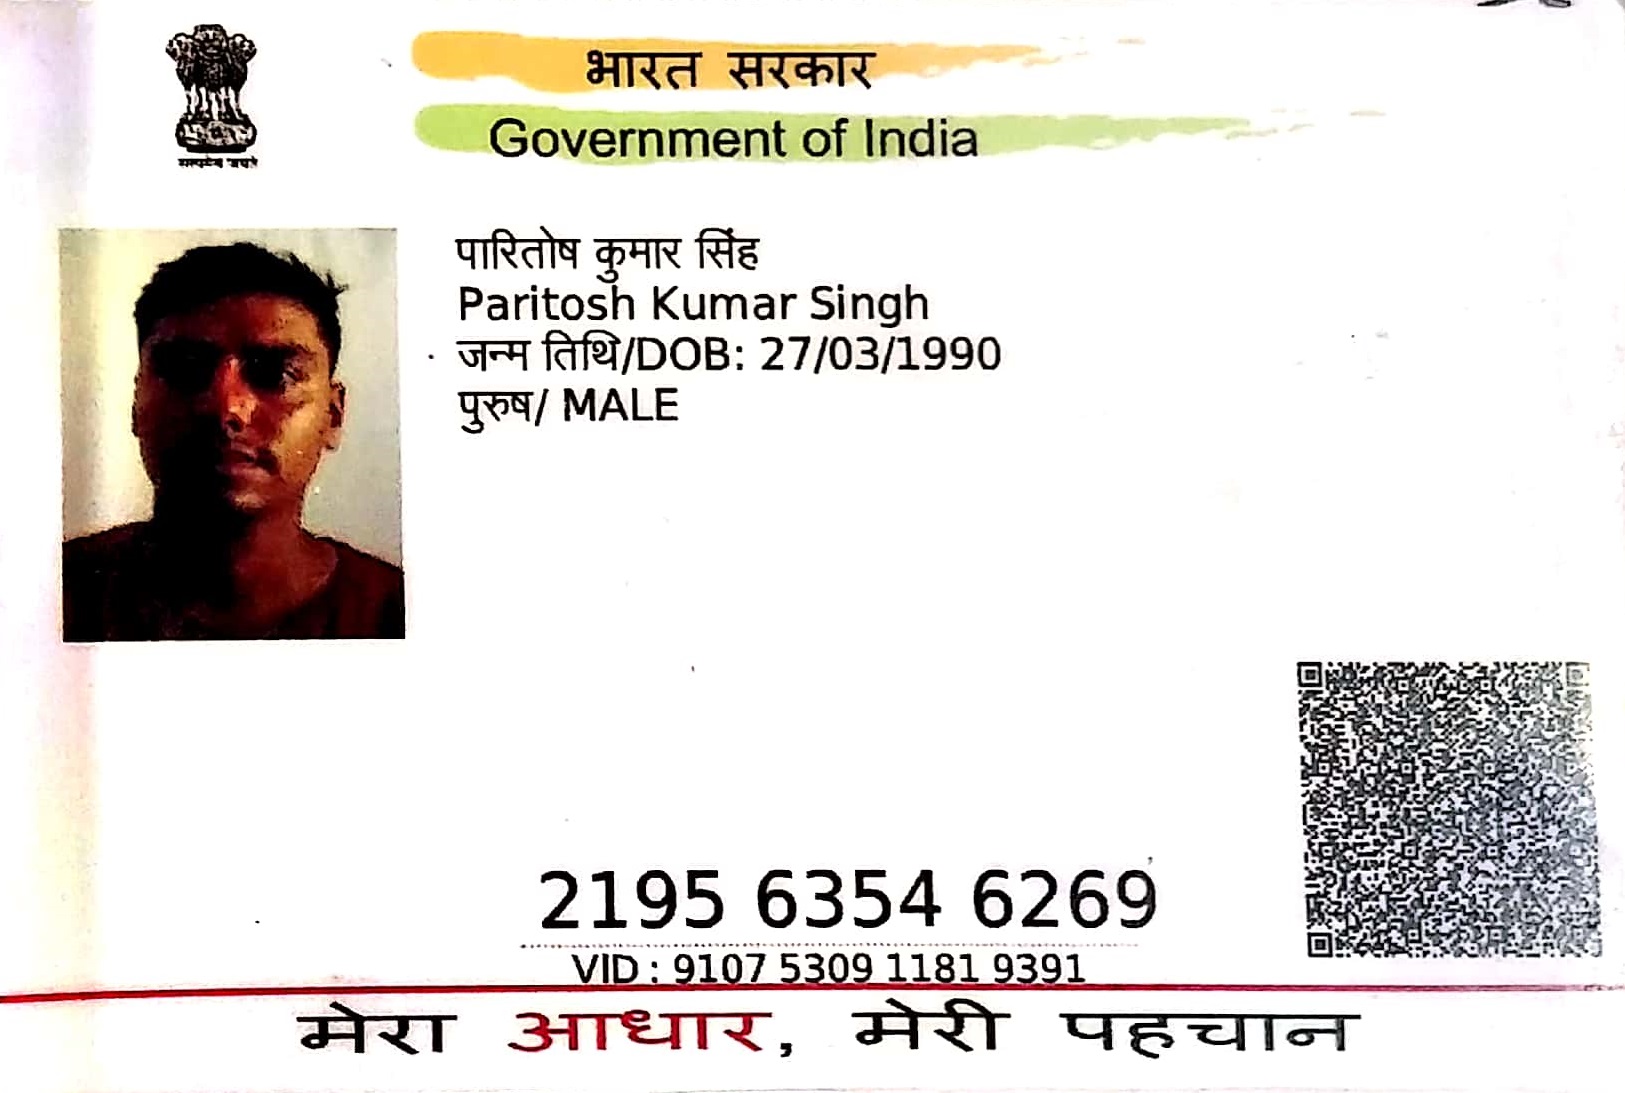 भारत सरकार
Government of India
सत्यमेव जयते
पारितोष कुमार सिंह
Paritosh Kumar Singh
जन्म तिथि/DOB: 27/03/1990
पुरुष/ MALE
2195 6354 6269
VID : 9107 5309 1181 9391
मेरा आधार, मेरी पहचान